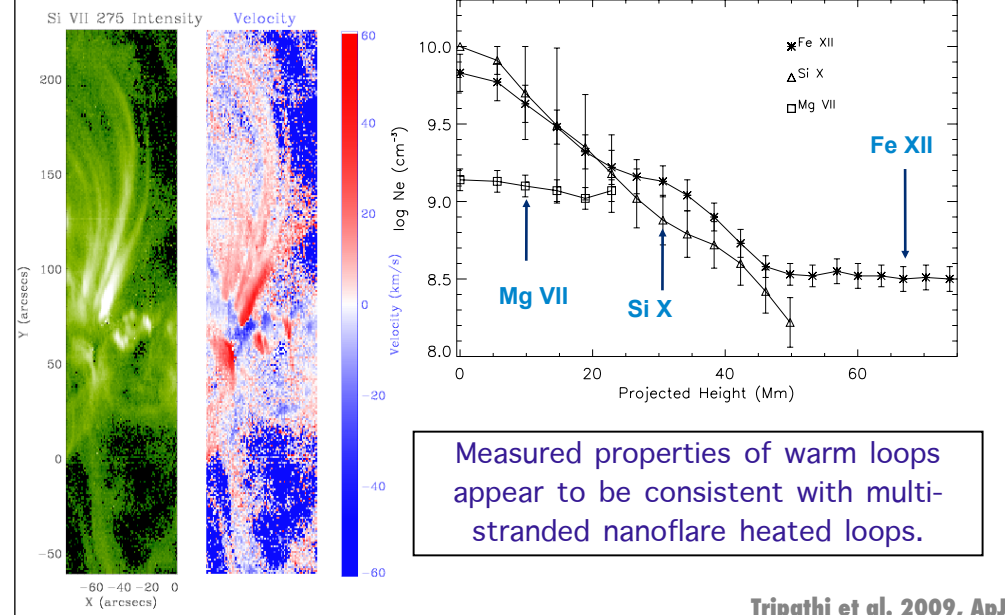 Si VII 275 Intensity
Velocity
Y (arcsecs)
200
150
100
50
0
−50
−60 −40 −20 0
X (arcsecs)
60
40
20
0
−20
−40
−60
Velocity (km/s)
log Ne (cm⁻³)
10.0
9.5
9.0
8.5
8.0
0 20 40 60
Projected Height (Mm)
Fe XII
Si X
Mg VII
Fe XII
Mg VII
Si X
Measured properties of warm loops
appear to be consistent with multi-
stranded nanoflare heated loops.
Tripathi et al. 2009, ApJ